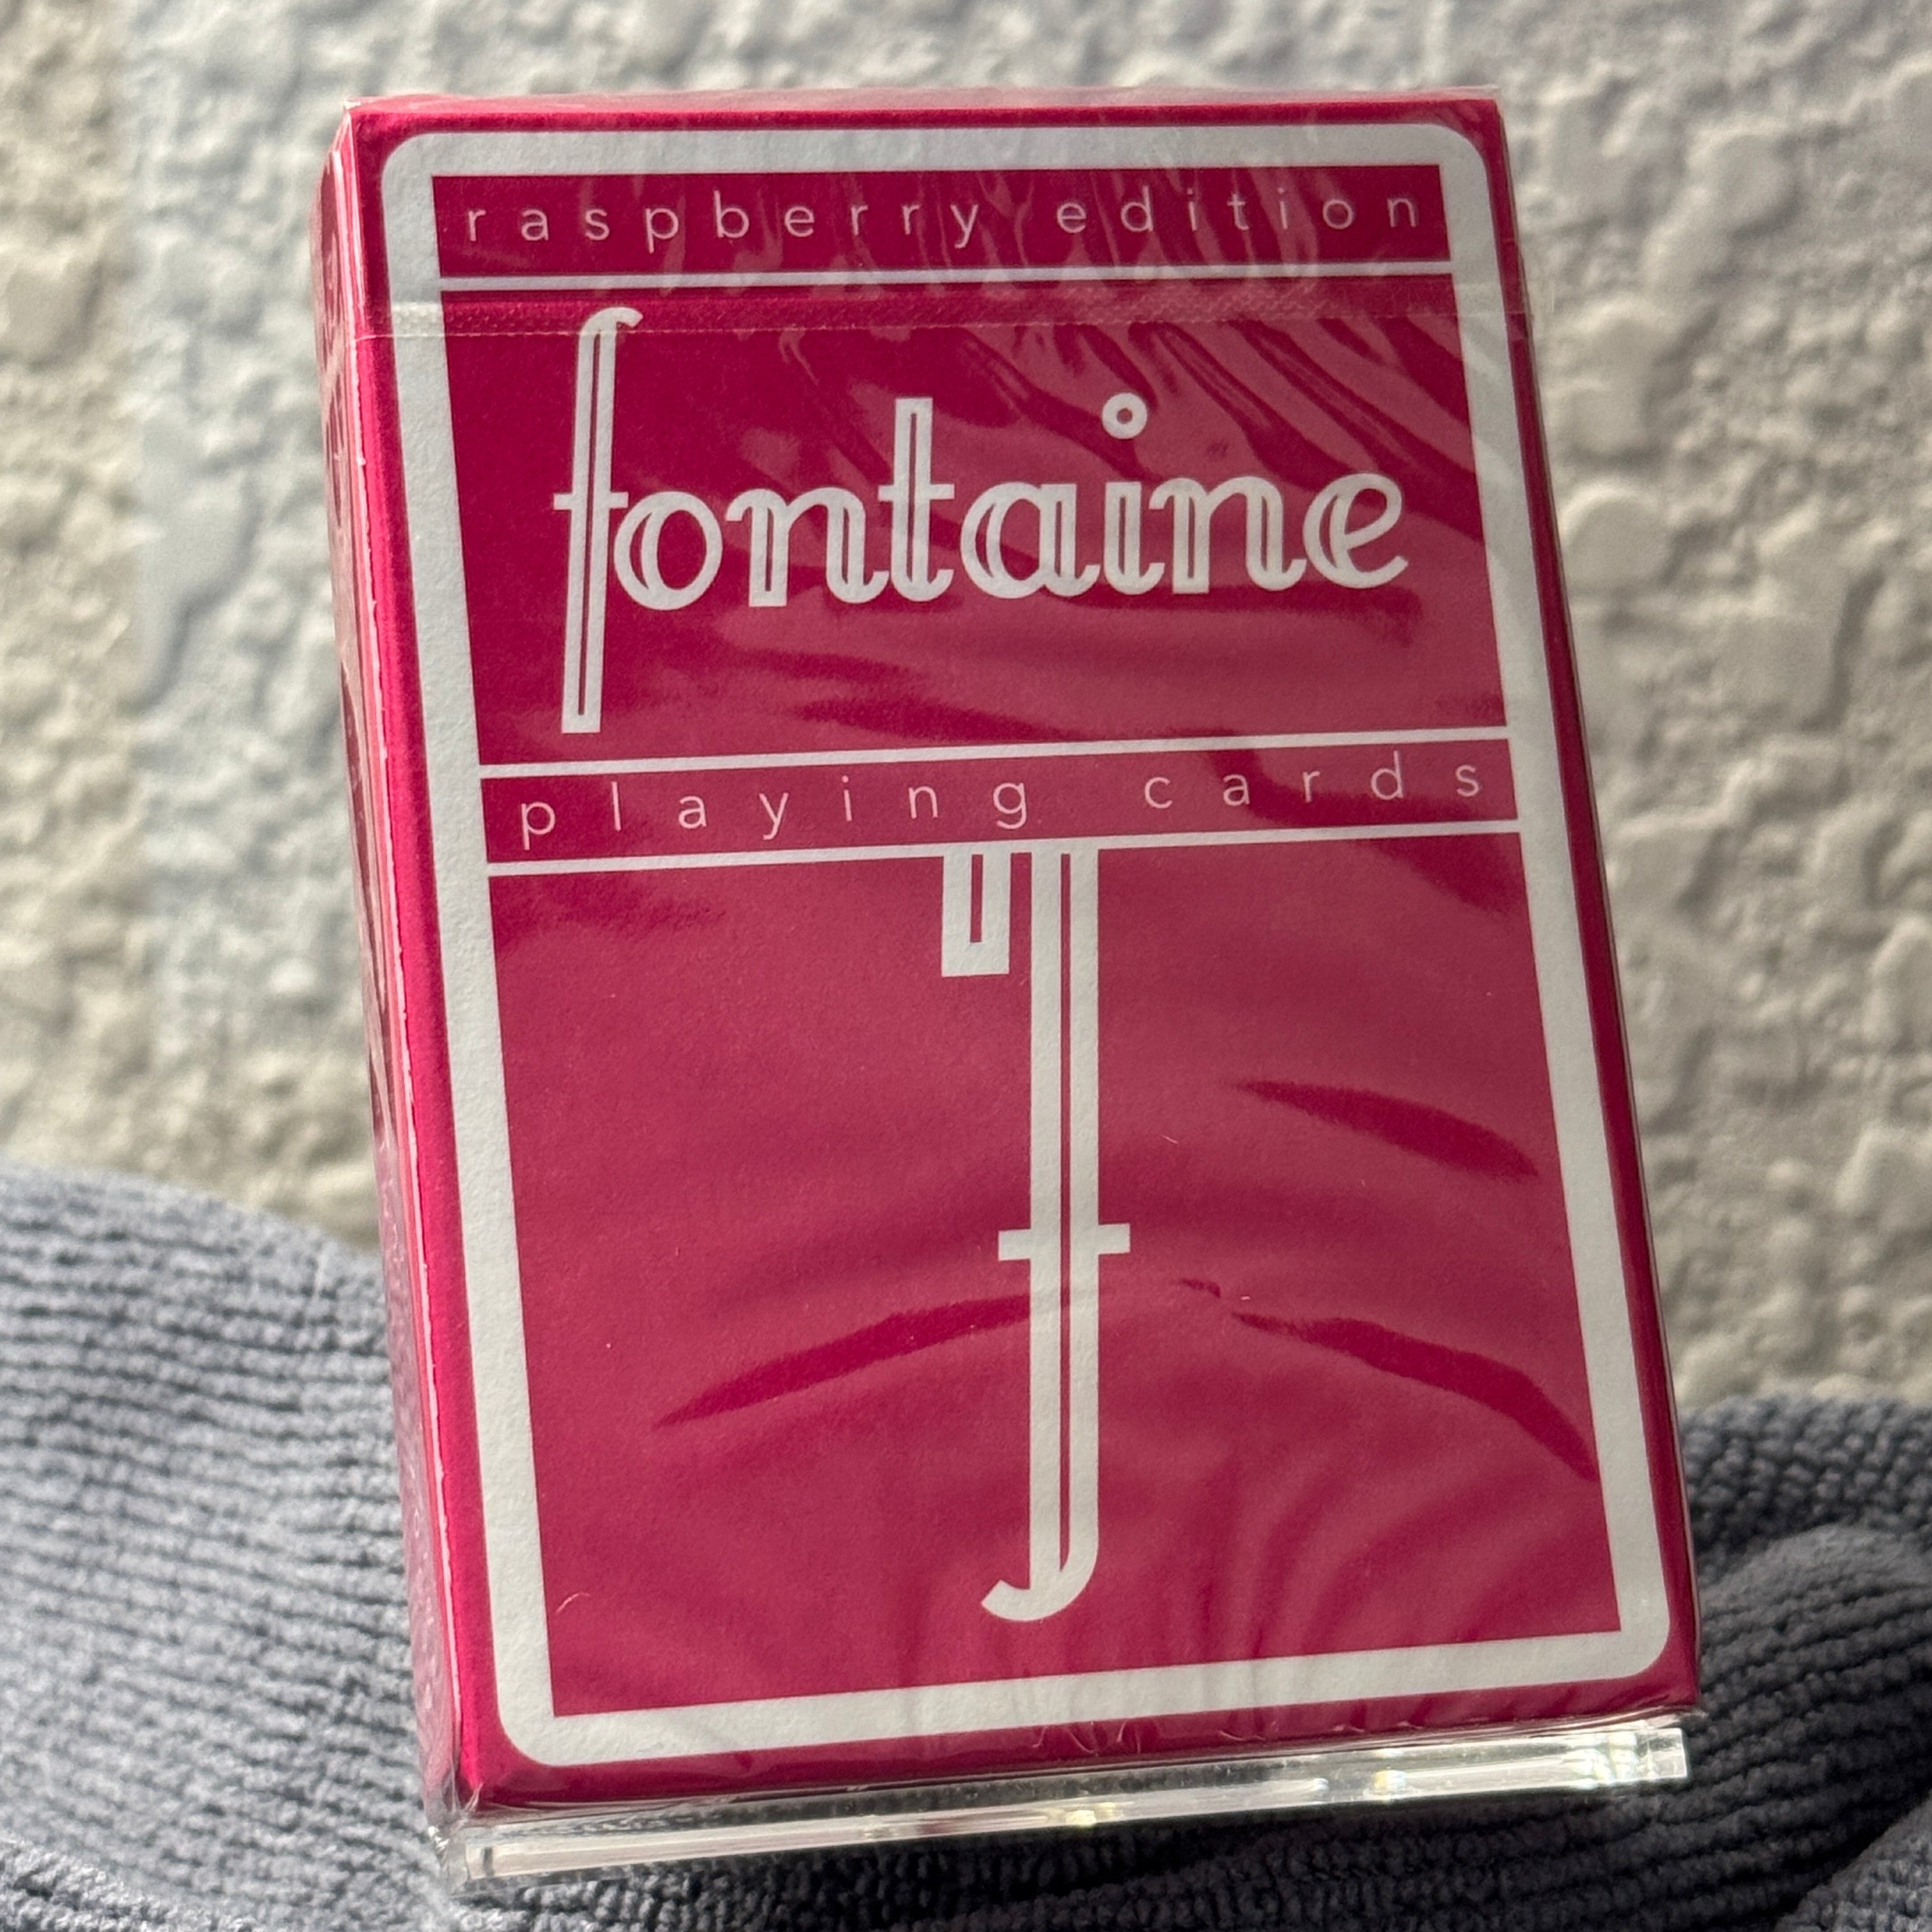 raspberry edition
fontaine
playing cards
f